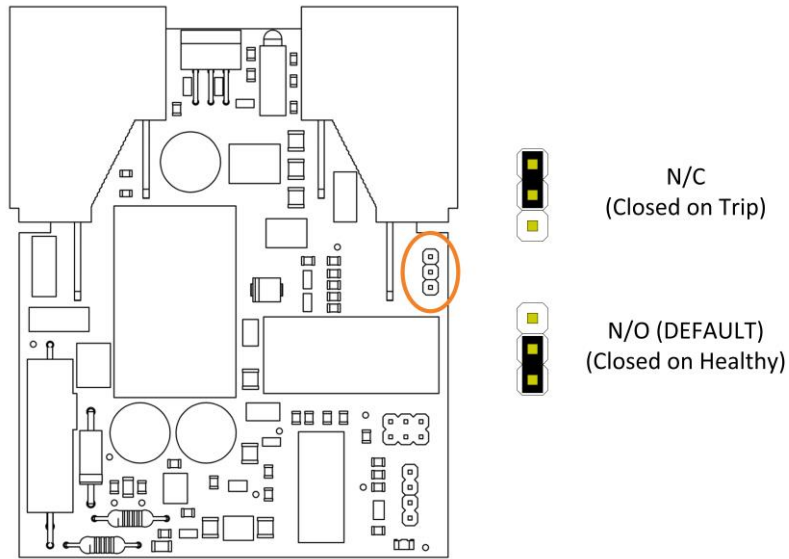 N/C
(Closed on Trip)
N/O (DEFAULT)
(Closed on Healthy)